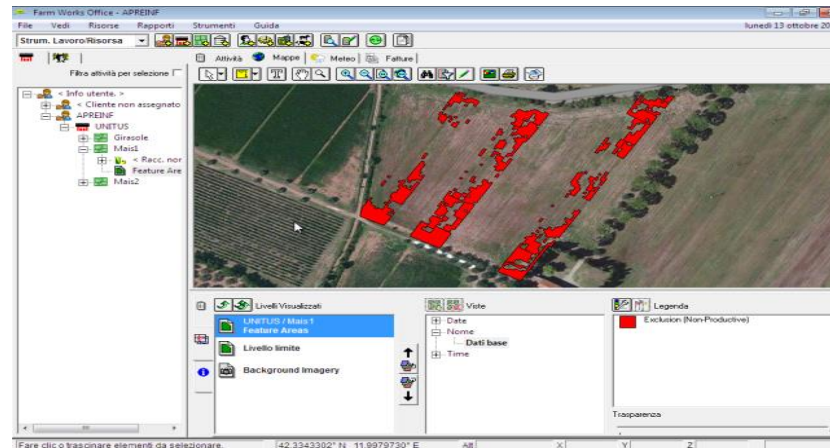 Farm Works Office - APREINF
File Vedi Risorse Rapporti Strumenti Guida lunedì 13 ottobre 20
Strum. Lavoro/Risorsa
Attività Mappe Meteo Fatture
Filtra attività per selezione
< Info utente. >
< Cliente non assegnato
APREINF
UNITUS
Girasole
Mais1
< Racc. nor
Feature Are
Mais2
Livelli Visualizzati
UNITUS / Mais1
Feature Areas
Livello limite
Background Imagery
Viste
Date
Nome
Dati base
Time
Legenda
Exclusion (Non-Productive)
Trasparenza
Fare clic o trascinare elementi da selezionare. 42.3343302° N 11.9979730° E Alt X Y Z